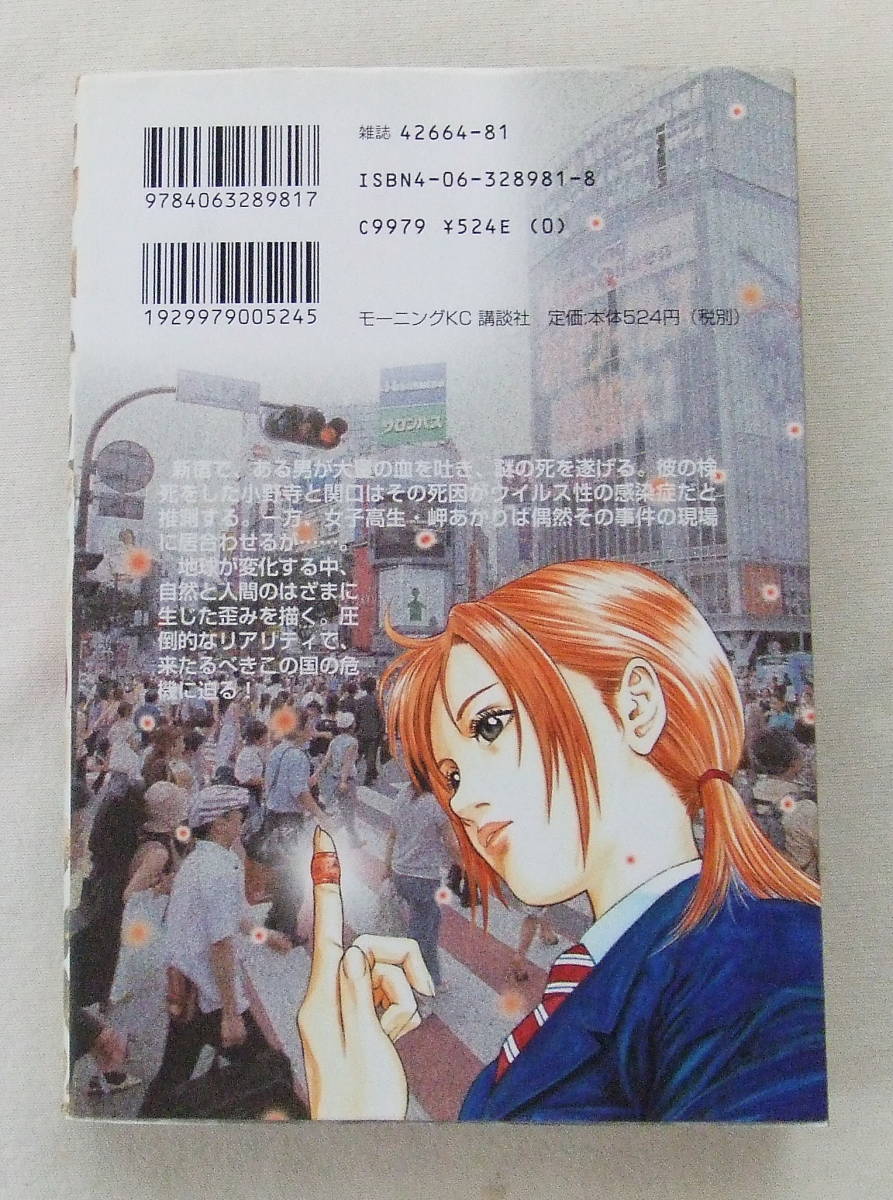 雑誌 42664-81
9784063289817
ISBN4-06-328981-8
C9979 ¥524E (0)
1929979005245
モーニングKC 講談社 定価:本体524円(税別)
サロンパス
新宿で、ある男が大量の血を吐き、謎の死を遂げる。彼の検
死をした小野寺と関口はその死因がウイルス性の感染症だと
推測する。一方、女子高生・岬あかりは偶然その事件の現場
に居合わせるが……。
地球が変化する中、
自然と人間のはざまに
生じた歪みを描く。圧
倒的なリアリティで、
来たるべきこの国の危
機に迫る!